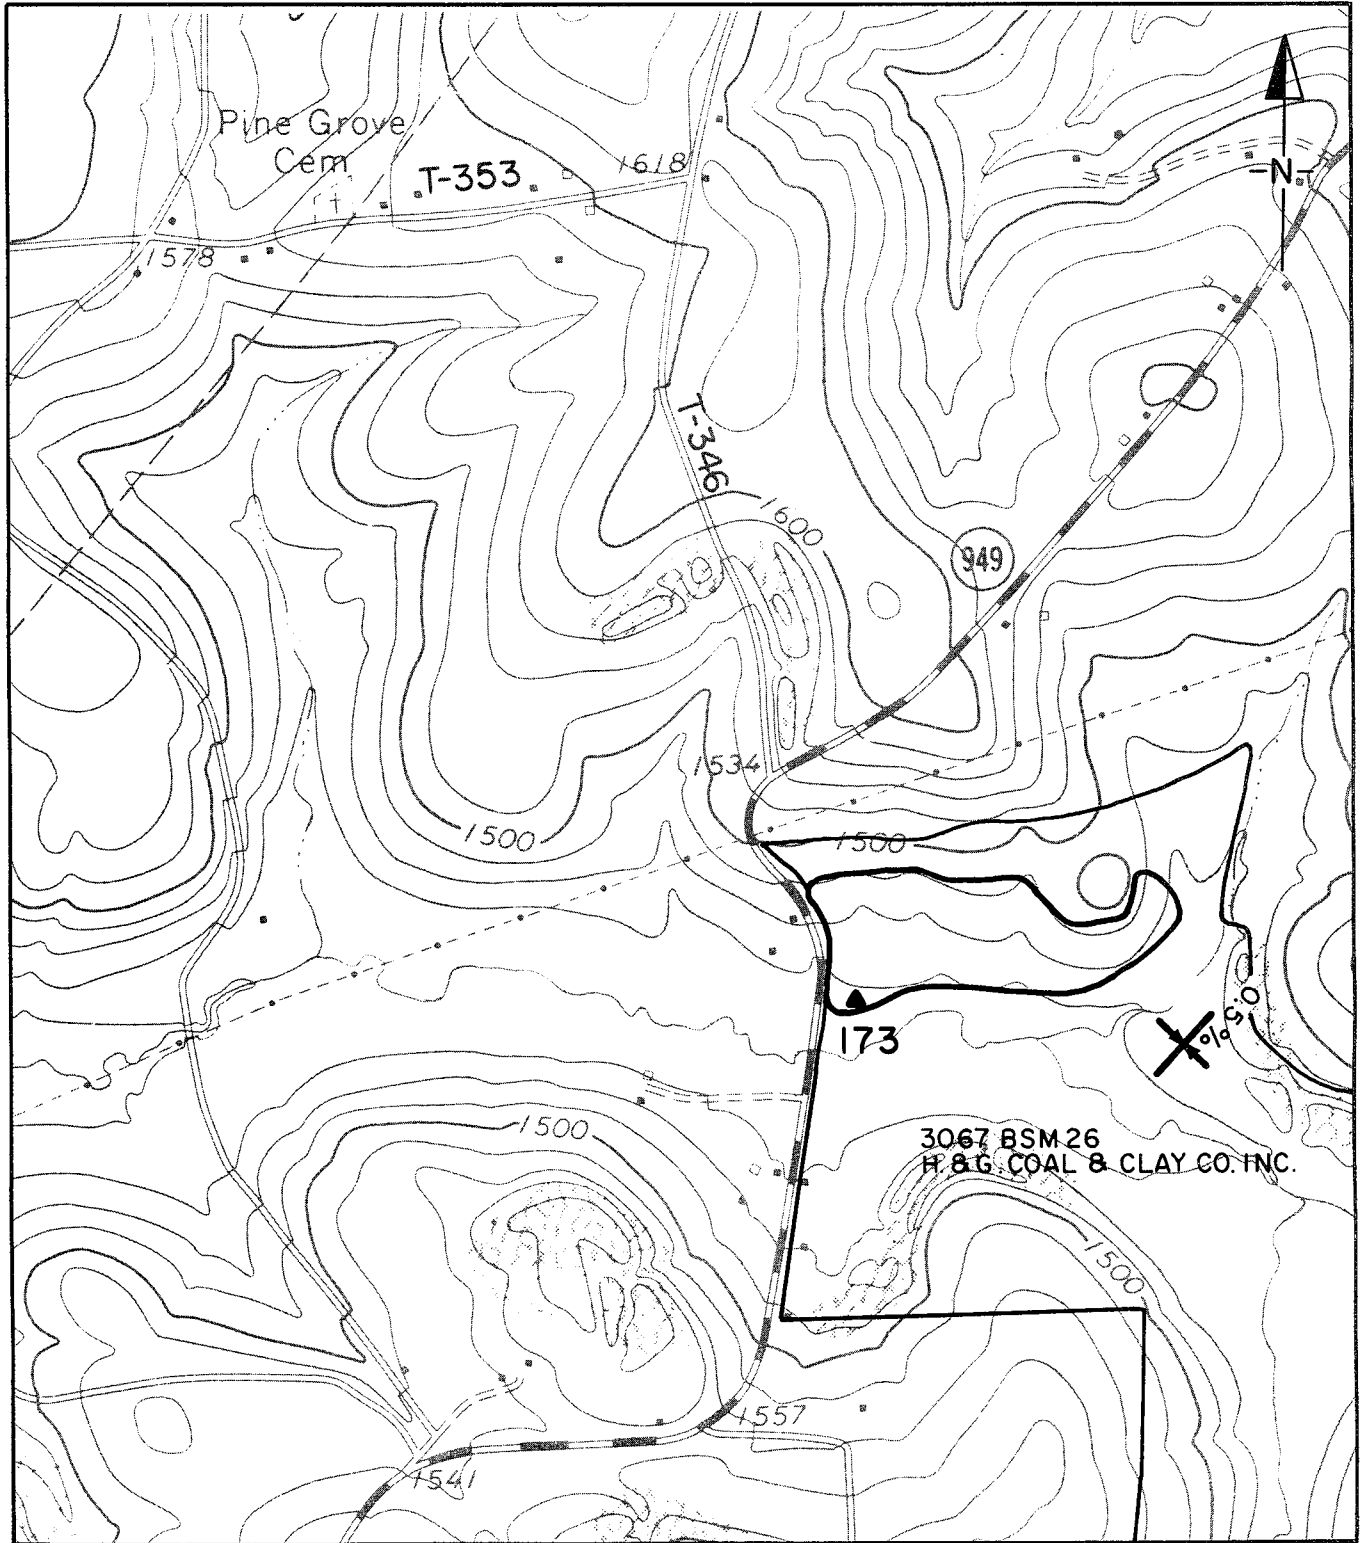 Pine Grove
Cem
T-353
1618
-N-
1578
T-346
1600
949
1534
1500
1500
0.5%
173
3067 BSM 26
H. & G. COAL & CLAY CO. INC.
1500
1500
1557
1541